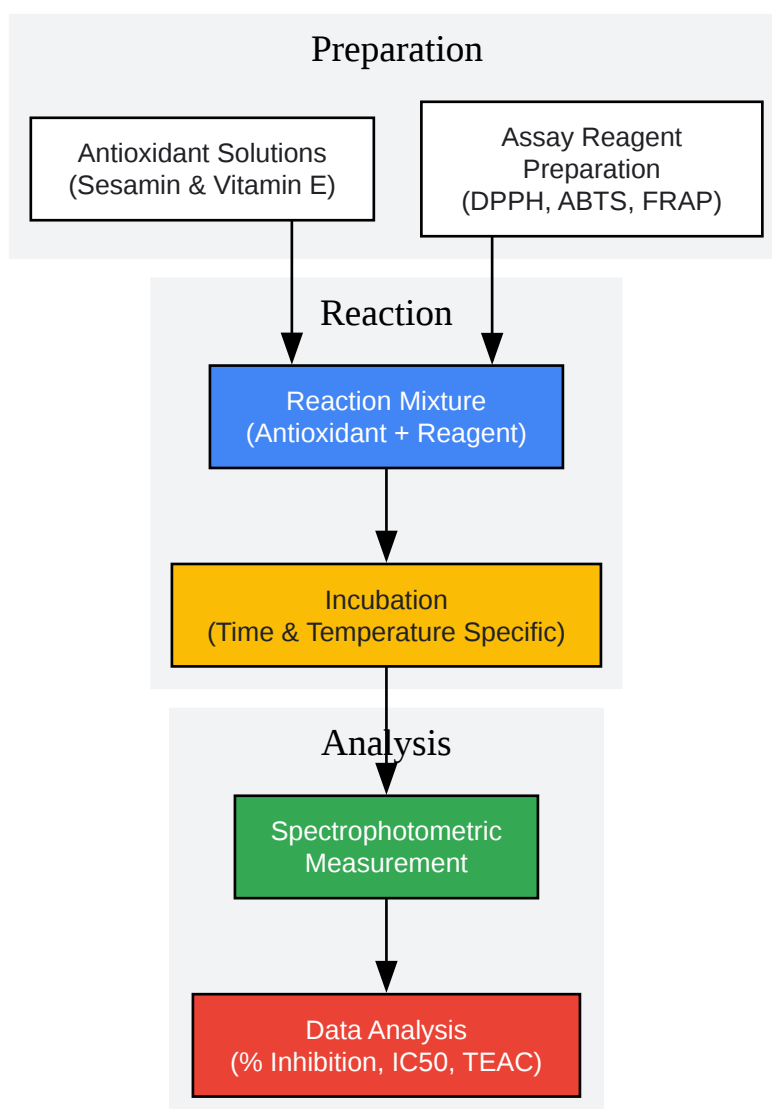 Preparation
Antioxidant Solutions
(Sesamin & Vitamin E)
Assay Reagent
Preparation
(DPPH, ABTS, FRAP)
Reaction
Reaction Mixture
(Antioxidant + Reagent)
Incubation
(Time & Temperature Specific)
Analysis
Spectrophotometric
Measurement
Data Analysis
(% Inhibition, IC50, TEAC)